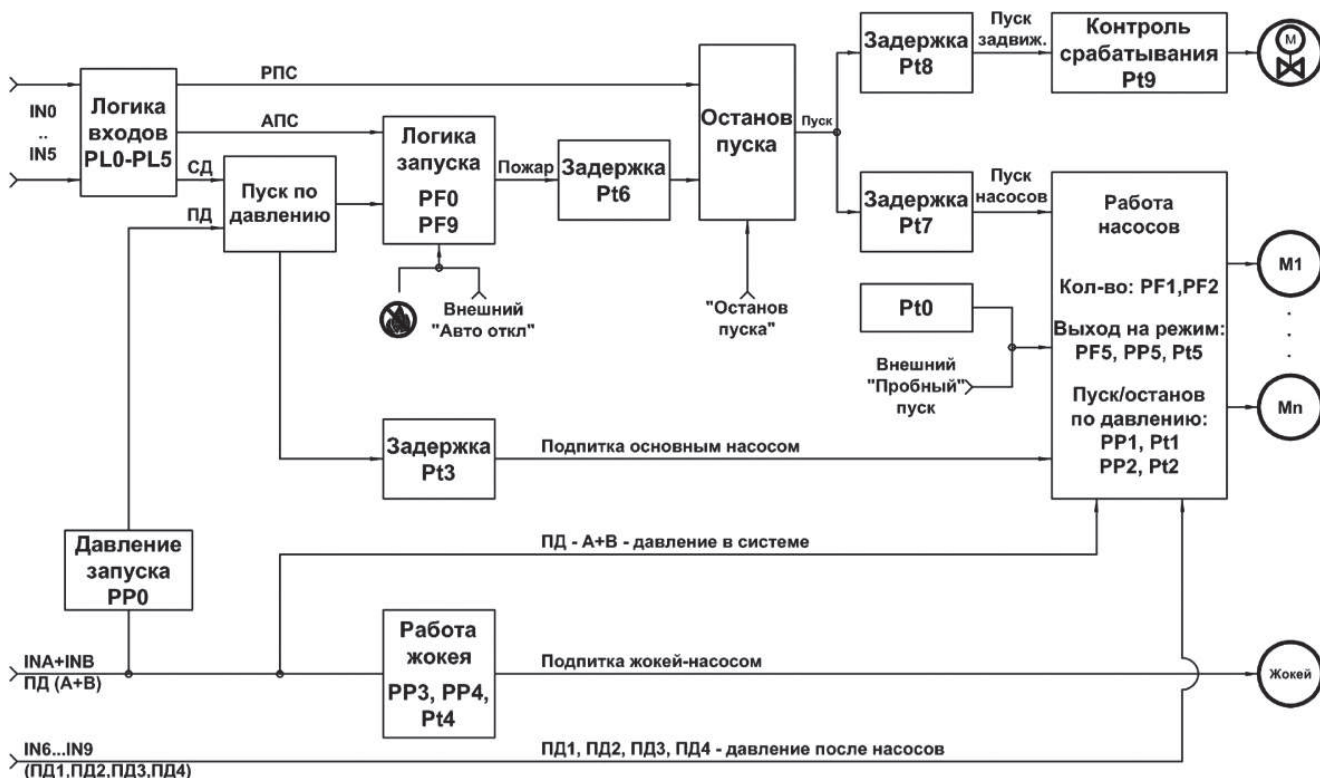 IN0
..
IN5
Логика
входов
PL0-PL5
РПС
АПС
СД
ПД
Пуск по
давлению
Логика
запуска
PF0
PF9
Внешний
"Авто откл"
Пожар
Задержка
Pt6
Останов
пуска
"Останов
пуска"
Пуск
Задержка
Pt8
Пуск
задвиж.
Контроль
срабатывания
Pt9
М
Задержка
Pt7
Пуск
насосов
Pt0
Внешний
"Пробный"
пуск
Работа
насосов
Кол-во: PF1,PF2
Выход на режим:
PF5, PP5, Pt5
Пуск/останов
по давлению:
PP1, Pt1
PP2, Pt2
М1
.
.
.
Мn
Задержка
Pt3
Подпитка основным насосом
Давление
запуска
PP0
ПД - А+В - давление в системе
INA+INB
ПД (А+В)
Работа
жокея
PP3, PP4,
Pt4
Подпитка жокей-насосом
Жокей
IN6...IN9
(ПД1,ПД2,ПД3,ПД4)
ПД1, ПД2, ПД3, ПД4 - давление после насосов